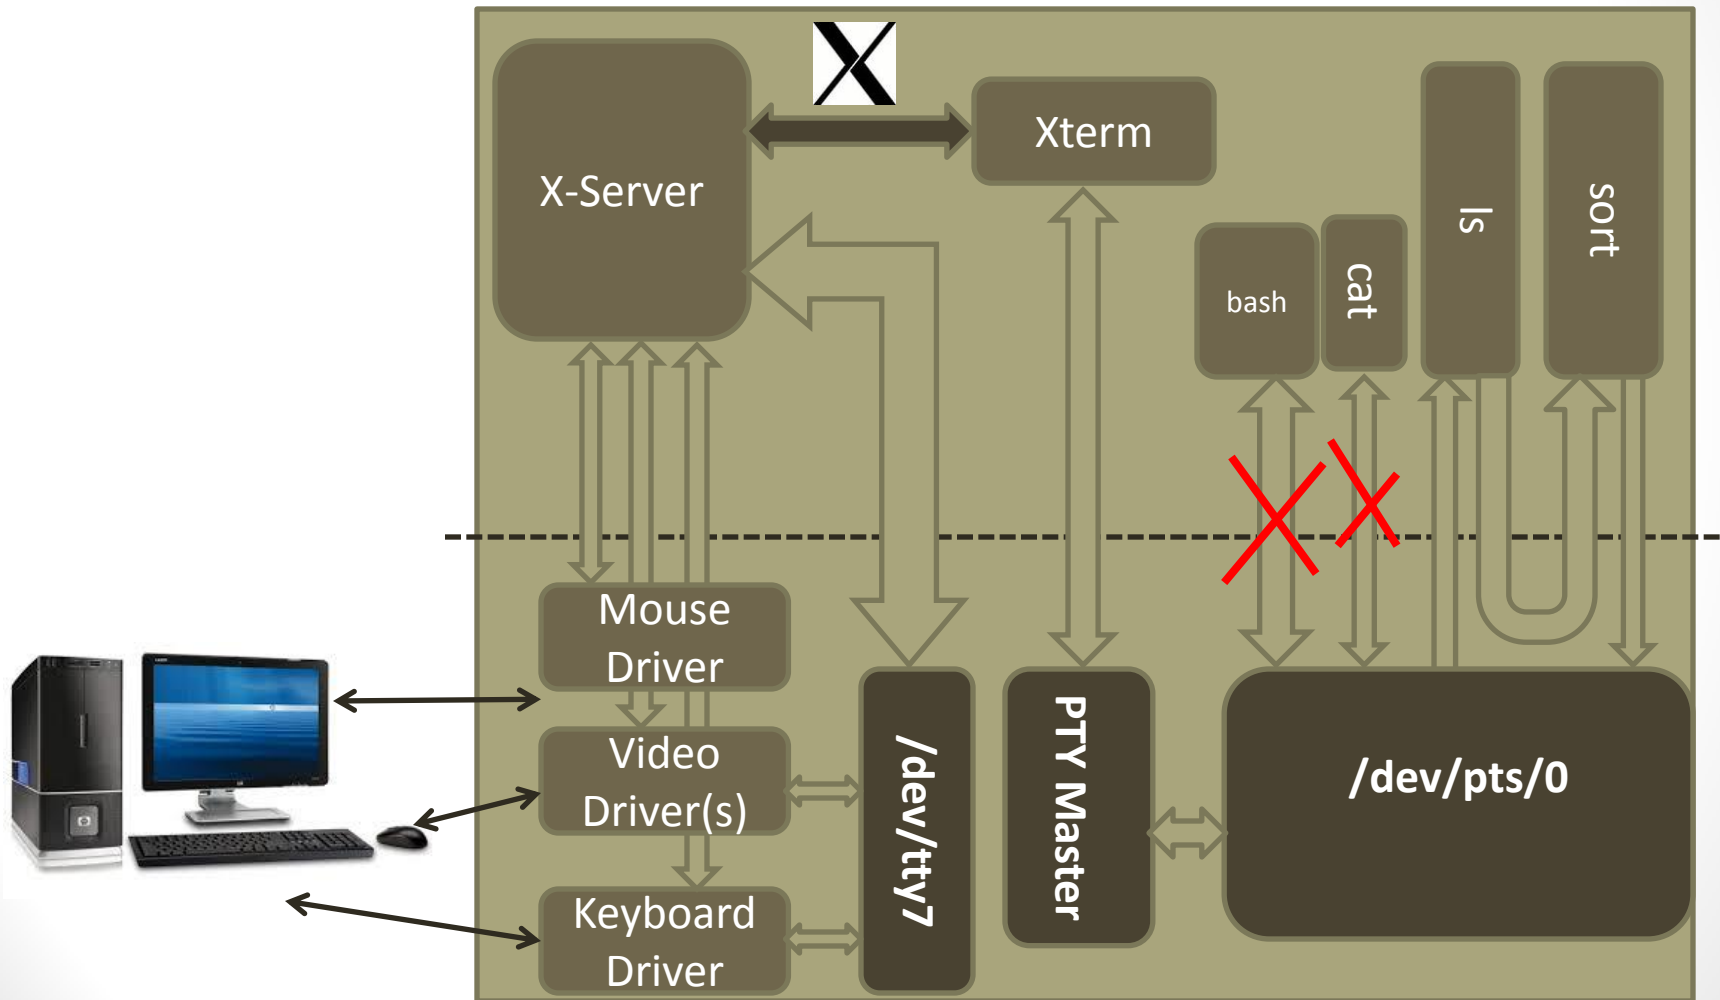 X-Server
Xterm
bash
cat
ls
sort
Mouse
Driver
Video
Driver(s)
Keyboard
Driver
/dev/tty7
PTY Master
/dev/pts/0